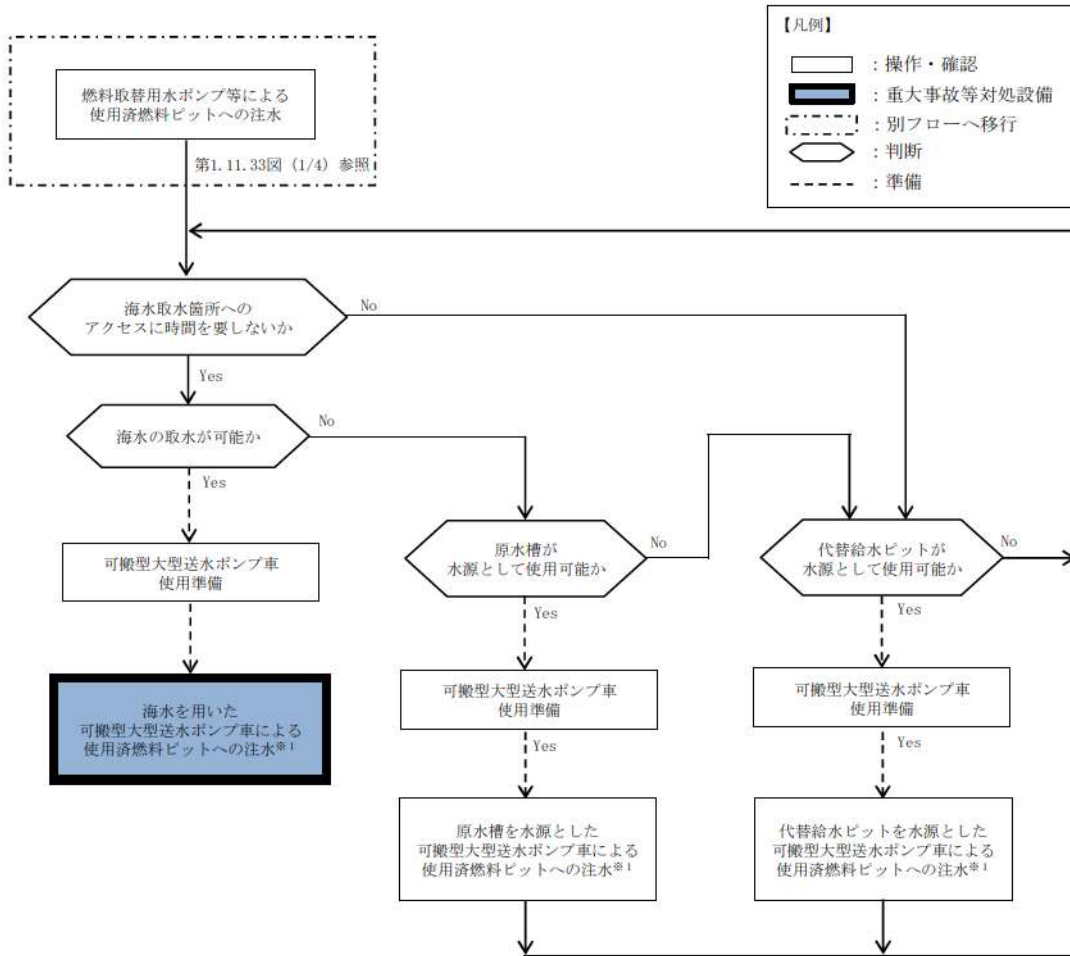 【凡例】
：操作・確認
：重大事故等対処設備
：別フローへ移行
：判断
：準備
燃料取替用水ポンプ等による
使用済燃料ピットへの注水
第1.11.33図 (1/4) 参照
海水取水箇所への
アクセスに時間を要しないか
No
Yes
海水の取水が可能か
No
Yes
可搬型大型送水ポンプ車
使用準備
海水を用いた
可搬型大型送水ポンプ車による
使用済燃料ピットへの注水※1
原水槽が
水源として使用可能か
No
Yes
可搬型大型送水ポンプ車
使用準備
Yes
原水槽を水源とした
可搬型大型送水ポンプ車による
使用済燃料ピットへの注水※1
代替給水ピットが
水源として使用可能か
No
Yes
可搬型大型送水ポンプ車
使用準備
Yes
代替給水ピットを水源とした
可搬型大型送水ポンプ車による
使用済燃料ピットへの注水※1